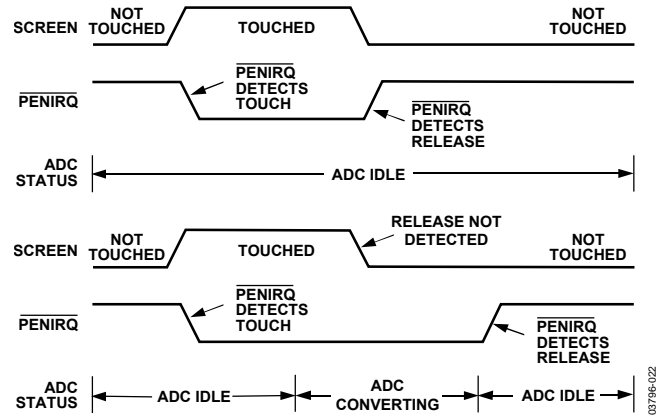 SCREEN
NOT
TOUCHED
TOUCHED
NOT
TOUCHED
PENIRQ
PENIRQ
DETECTS
TOUCH
PENIRQ
DETECTS
RELEASE
ADC
STATUS
ADC IDLE
SCREEN
NOT
TOUCHED
TOUCHED
RELEASE NOT
DETECTED
NOT
TOUCHED
PENIRQ
PENIRQ
DETECTS
TOUCH
PENIRQ
DETECTS
RELEASE
ADC
STATUS
ADC IDLE
ADC
CONVERTING
ADC IDLE
03796-022